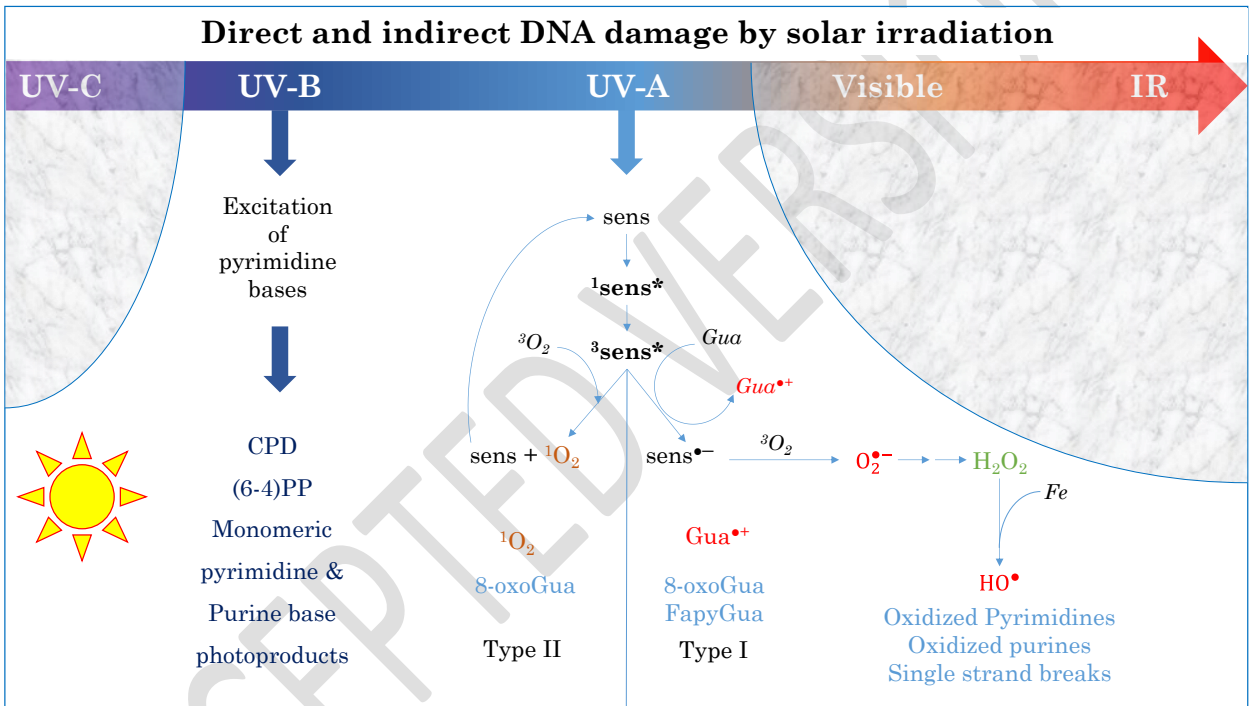 Direct and indirect DNA damage by solar irradiation
UV-C UV-B UV-A Visible IR
Excitation
of
pyrimidine
bases
CPD
(6-4)PP
Monomeric
pyrimidine &
Purine base
photoproducts
sens
¹sens*
³O₂ ³sens* Gua
Gua•+
sens + ¹O₂ sens•− ³O₂ O₂•− H₂O₂
Fe
¹O₂
8-oxoGua
Type II
Gua•+
8-oxoGua
FapyGua
Type I
HO•
Oxidized Pyrimidines
Oxidized purines
Single strand breaks